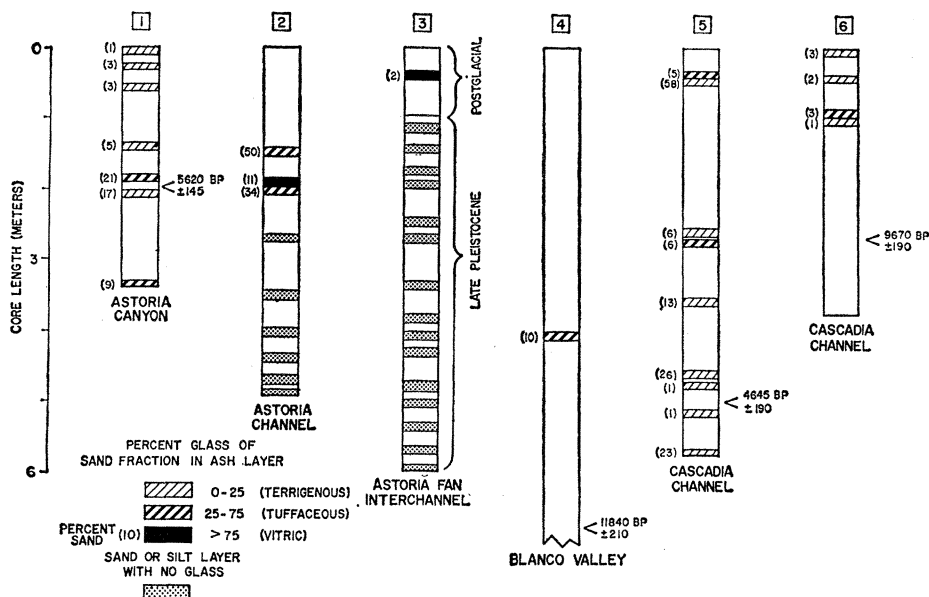 1
2
3
4
5
6
0
3
6
CORE LENGTH (METERS)
(1)
(3)
(3)
(5)
(21)
(17)
(9)
5620 BP
±145
ASTORIA
CANYON
(50)
(11)
(34)
ASTORIA
CHANNEL
(2)
POSTGLACIAL
LATE PLEISTOCENE
ASTORIA FAN
INTERCHANNEL
(10)
11840 BP
±210
BLANCO VALLEY
(5)
(58)
(6)
(6)
(13)
(26)
(1)
(1)
(23)
4645 BP
±190
CASCADIA
CHANNEL
(3)
(2)
(3)
(1)
9670 BP
±190
CASCADIA
CHANNEL
PERCENT GLASS OF
SAND FRACTION IN ASH LAYER
0-25 (TERRIGENOUS)
25-75 (TUFFACEOUS)
PERCENT SAND (10) >75 (VITRIC)
SAND OR SILT LAYER
WITH NO GLASS